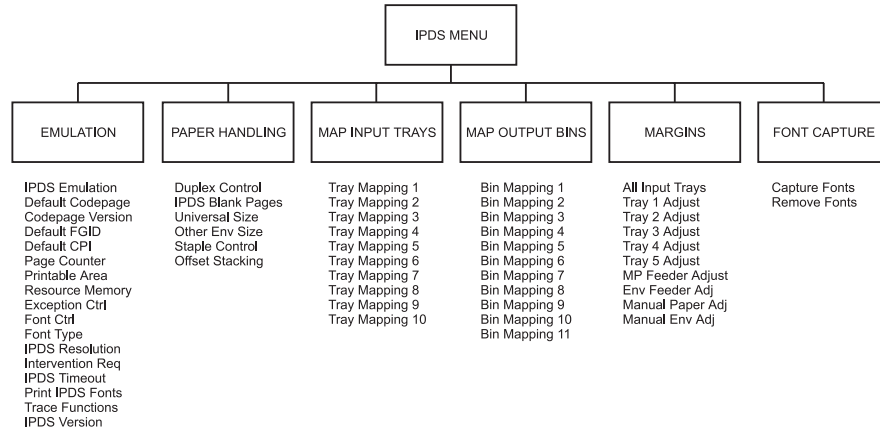 IPDS MENU
EMULATION
PAPER HANDLING
MAP INPUT TRAYS
MAP OUTPUT BINS
MARGINS
FONT CAPTURE
IPDS Emulation
Default Codepage
Codepage Version
Default FGID
Default CPI
Page Counter
Printable Area
Resource Memory
Exception Ctrl
Font Ctrl
Font Type
IPDS Resolution
Intervention Req
IPDS Timeout
Print IPDS Fonts
Trace Functions
IPDS Version
Duplex Control
IPDS Blank Pages
Universal Size
Other Env Size
Staple Control
Offset Stacking
Tray Mapping 1
Tray Mapping 2
Tray Mapping 3
Tray Mapping 4
Tray Mapping 5
Tray Mapping 6
Tray Mapping 7
Tray Mapping 8
Tray Mapping 9
Tray Mapping 10
Bin Mapping 1
Bin Mapping 2
Bin Mapping 3
Bin Mapping 4
Bin Mapping 5
Bin Mapping 6
Bin Mapping 7
Bin Mapping 8
Bin Mapping 9
Bin Mapping 10
Bin Mapping 11
All Input Trays
Tray 1 Adjust
Tray 2 Adjust
Tray 3 Adjust
Tray 4 Adjust
Tray 5 Adjust
MP Feeder Adjust
Env Feeder Adj
Manual Paper Adj
Manual Env Adj
Capture Fonts
Remove Fonts